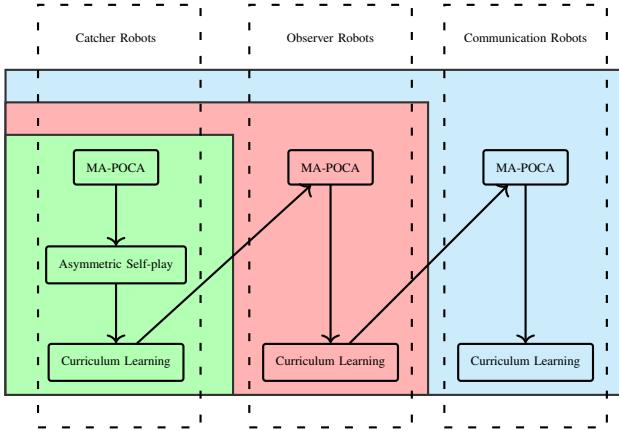 Catcher Robots
Observer Robots
Communication Robots
MA-POCA
MA-POCA
MA-POCA
Asymmetric Self-play
Curriculum Learning
Curriculum Learning
Curriculum Learning